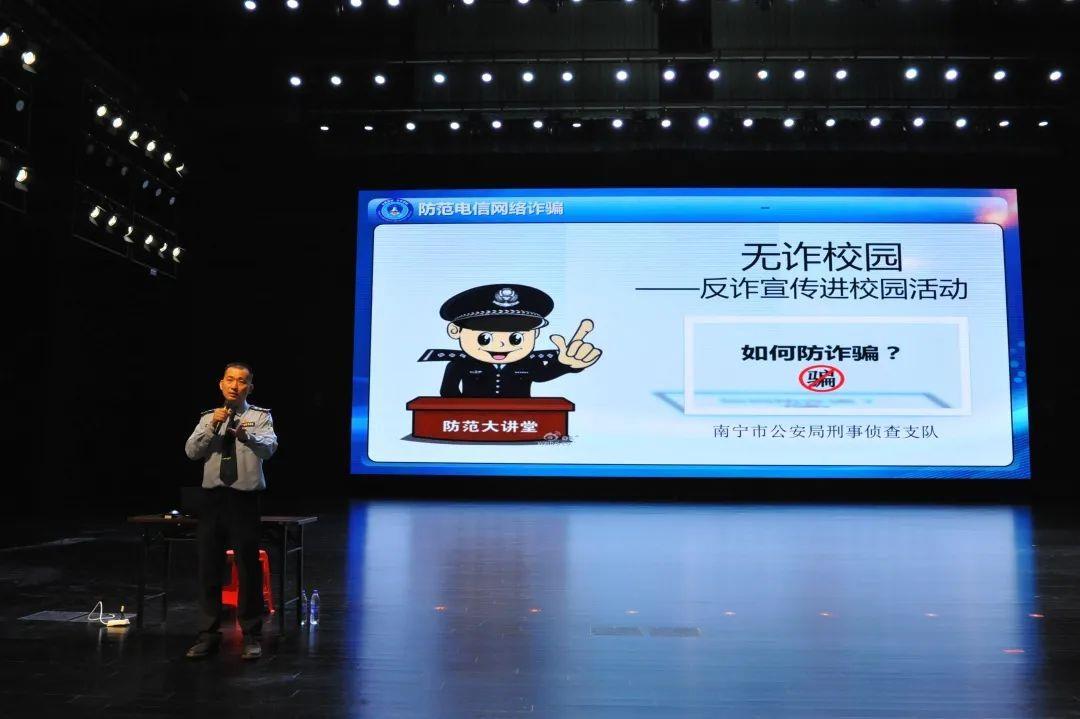 防范电信网络诈骗
无诈校园
——反诈宣传进校园活动
如何防诈骗？
骗
防范大讲堂
南宁市公安局刑事侦查支队